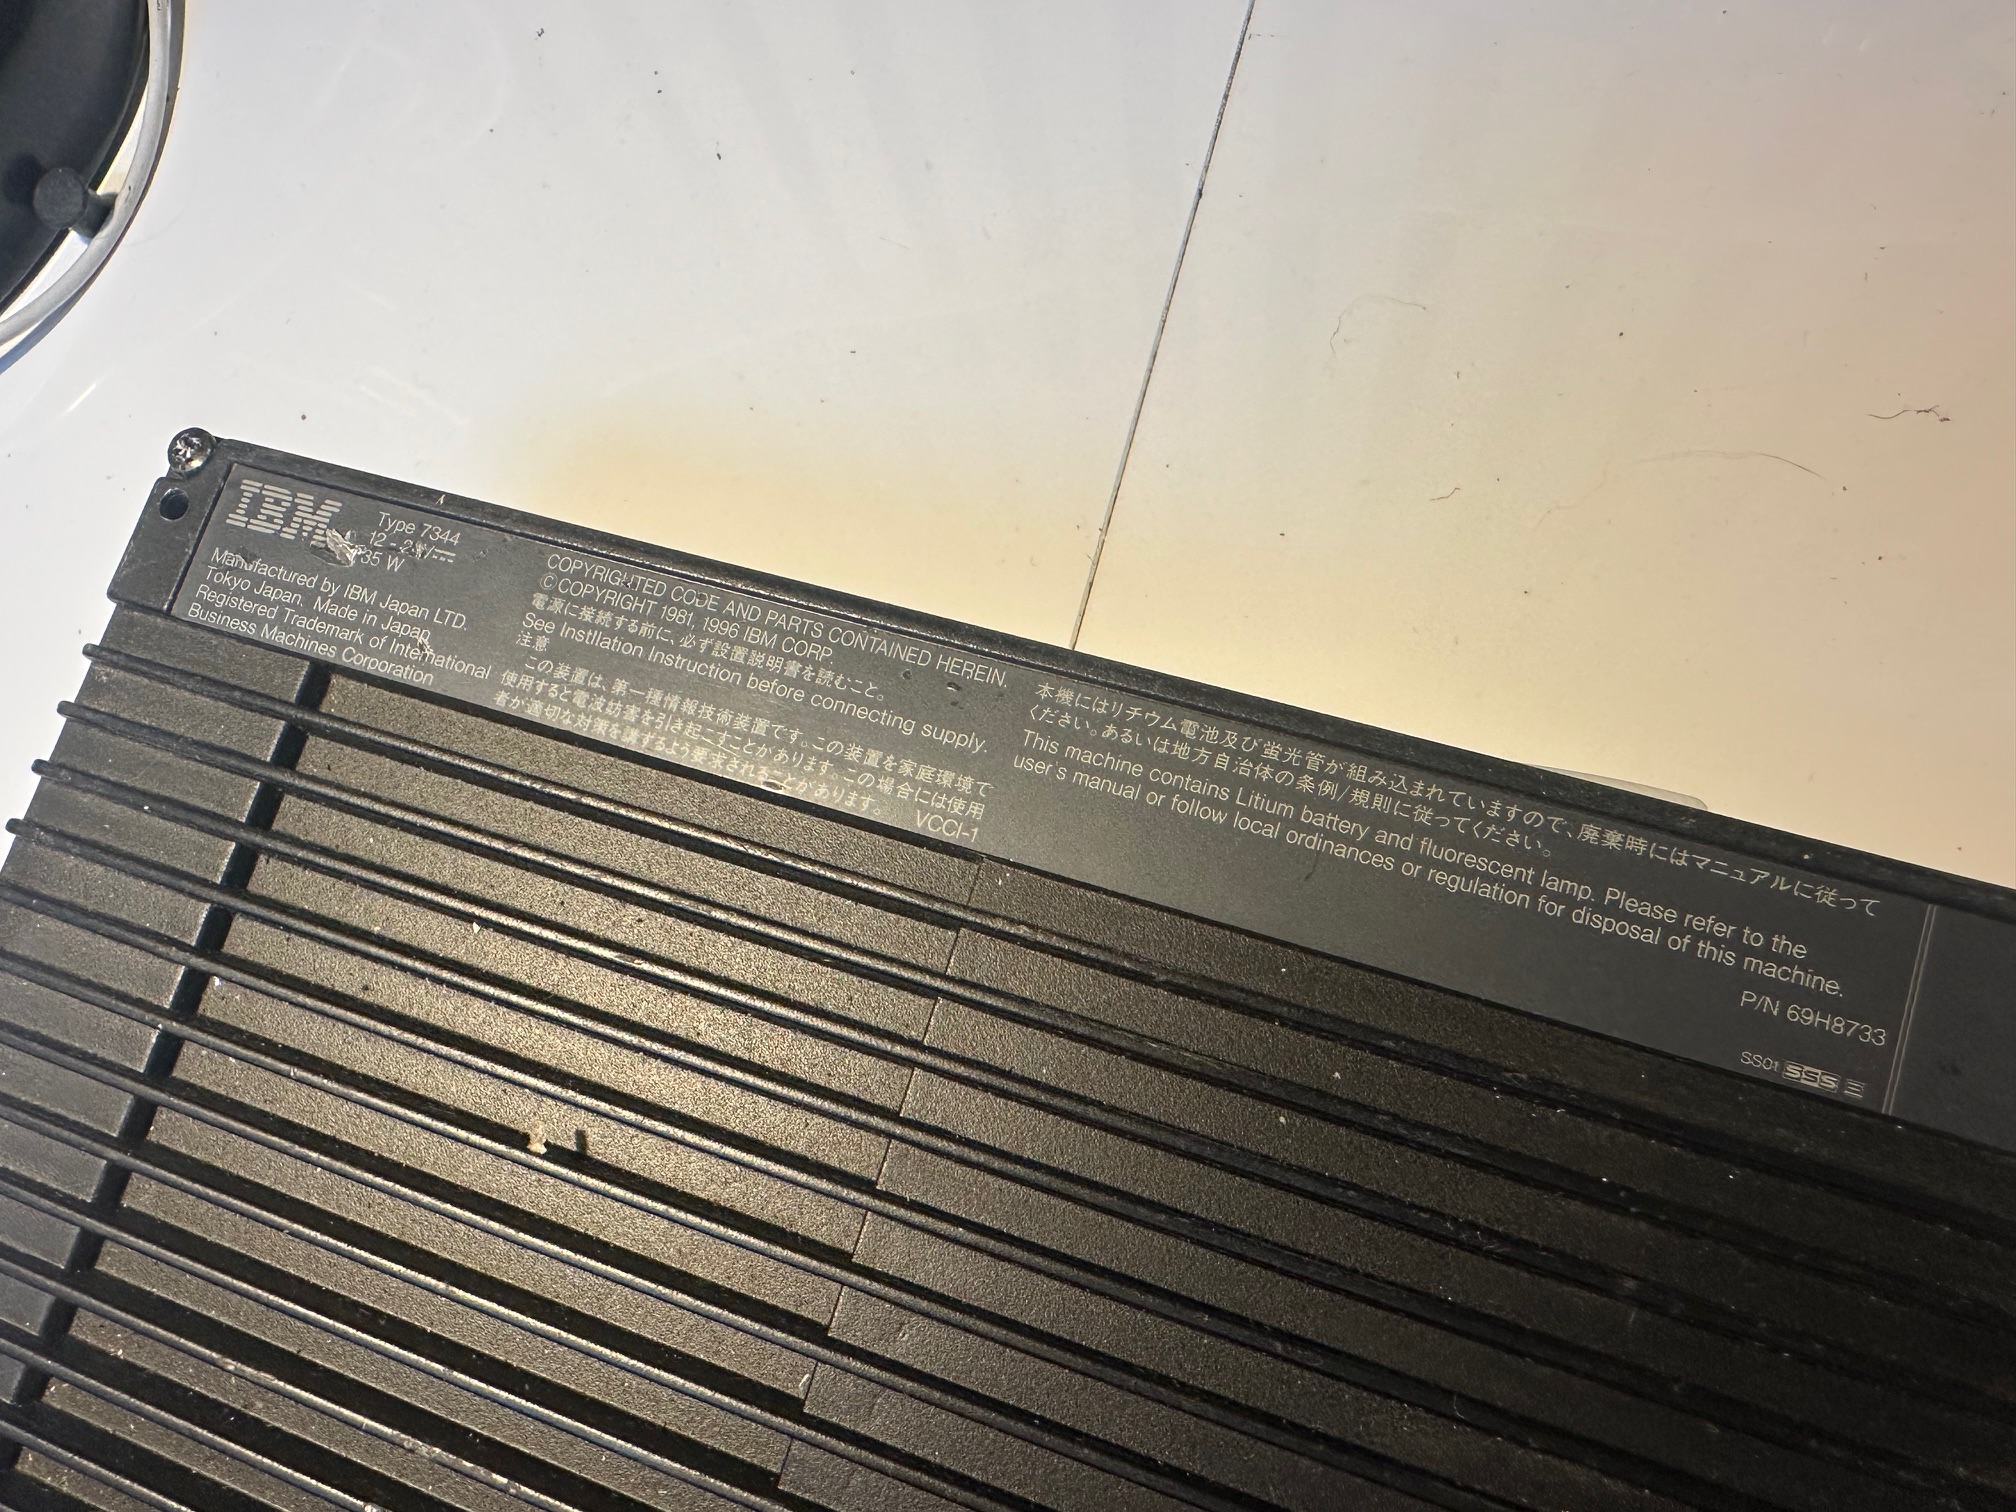 IBM
Type 7344
12 - 2
35 W
Manufactured by IBM Japan LTD.
Tokyo Japan. Made in Japan
Registered Trademark of International
Business Machines Corporation
COPYRIGHTED CODE AND PARTS CONTAINED HEREIN.
©COPYRIGHT 1981, 1996 IBM CORP.
電源に接続する前に、必ず設置説明書を読むこと。
See Instllation Instruction before connecting supply.
注意
この装置は、第一種情報技術装置です。この装置を家庭環境で
使用すると電波妨害を引き起こすことがあります。この場合には使用
者が適切な対策を講ずるよう要求されることがあります。
VCCI-1
本機にはリチウム電池及び蛍光管が組み込まれていますので、廃棄時にはマニュアルに従って
ください。あるいは地方自治体の条例/規則に従ってください。
This machine contains Litium battery and fluorescent lamp. Please refer to the
user's manual or follow local ordinances or regulation for disposal of this machine.
P/N 69H8733
SS01 SSS